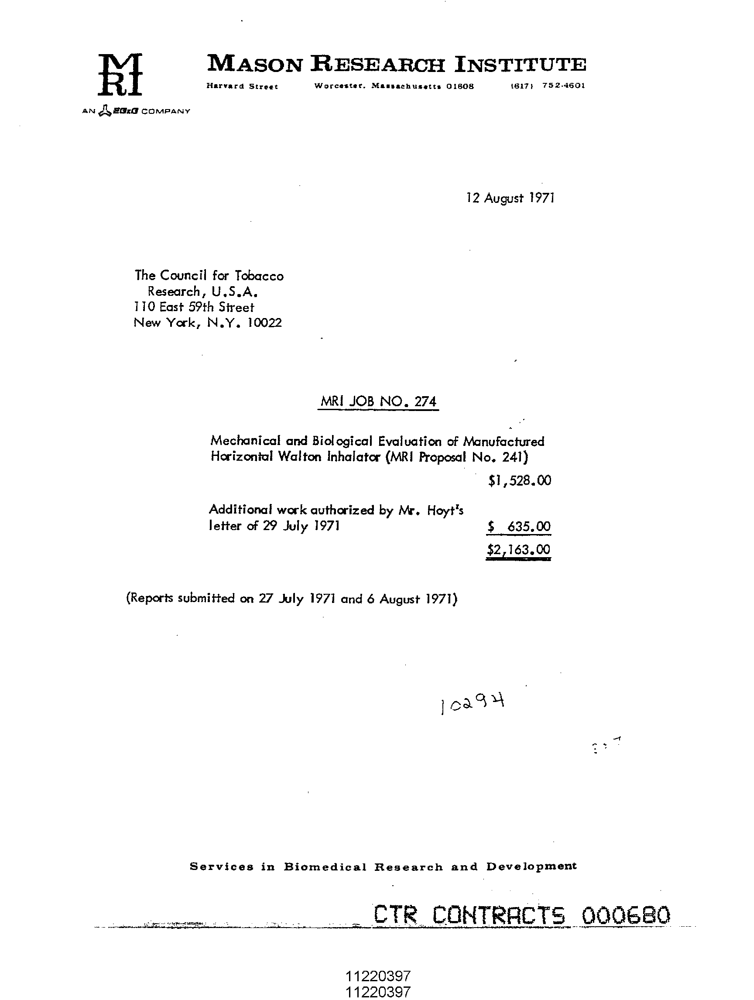 MRI
MASON RESEARCH INSTITUTE
Harvard Street Worcester, Massachusetts 01608 (617) 752-4601
AN EG&G COMPANY
12 August 1971
The Council for Tobacco
Research, U.S.A.
110 East 59th Street
New York, N.Y. 10022
MRI JOB NO. 274
Mechanical and Biological Evaluation of Manufactured
Horizontal Walton Inhalator (MRI Proposal No. 241)
$1,528.00
Additional work authorized by Mr. Hoyt's
letter of 29 July 1971 $ 635.00
$2,163.00
(Reports submitted on 27 July 1971 and 6 August 1971)
10294
Services in Biomedical Research and Development
CTR CONTRACTS 000680
11220397
11220397